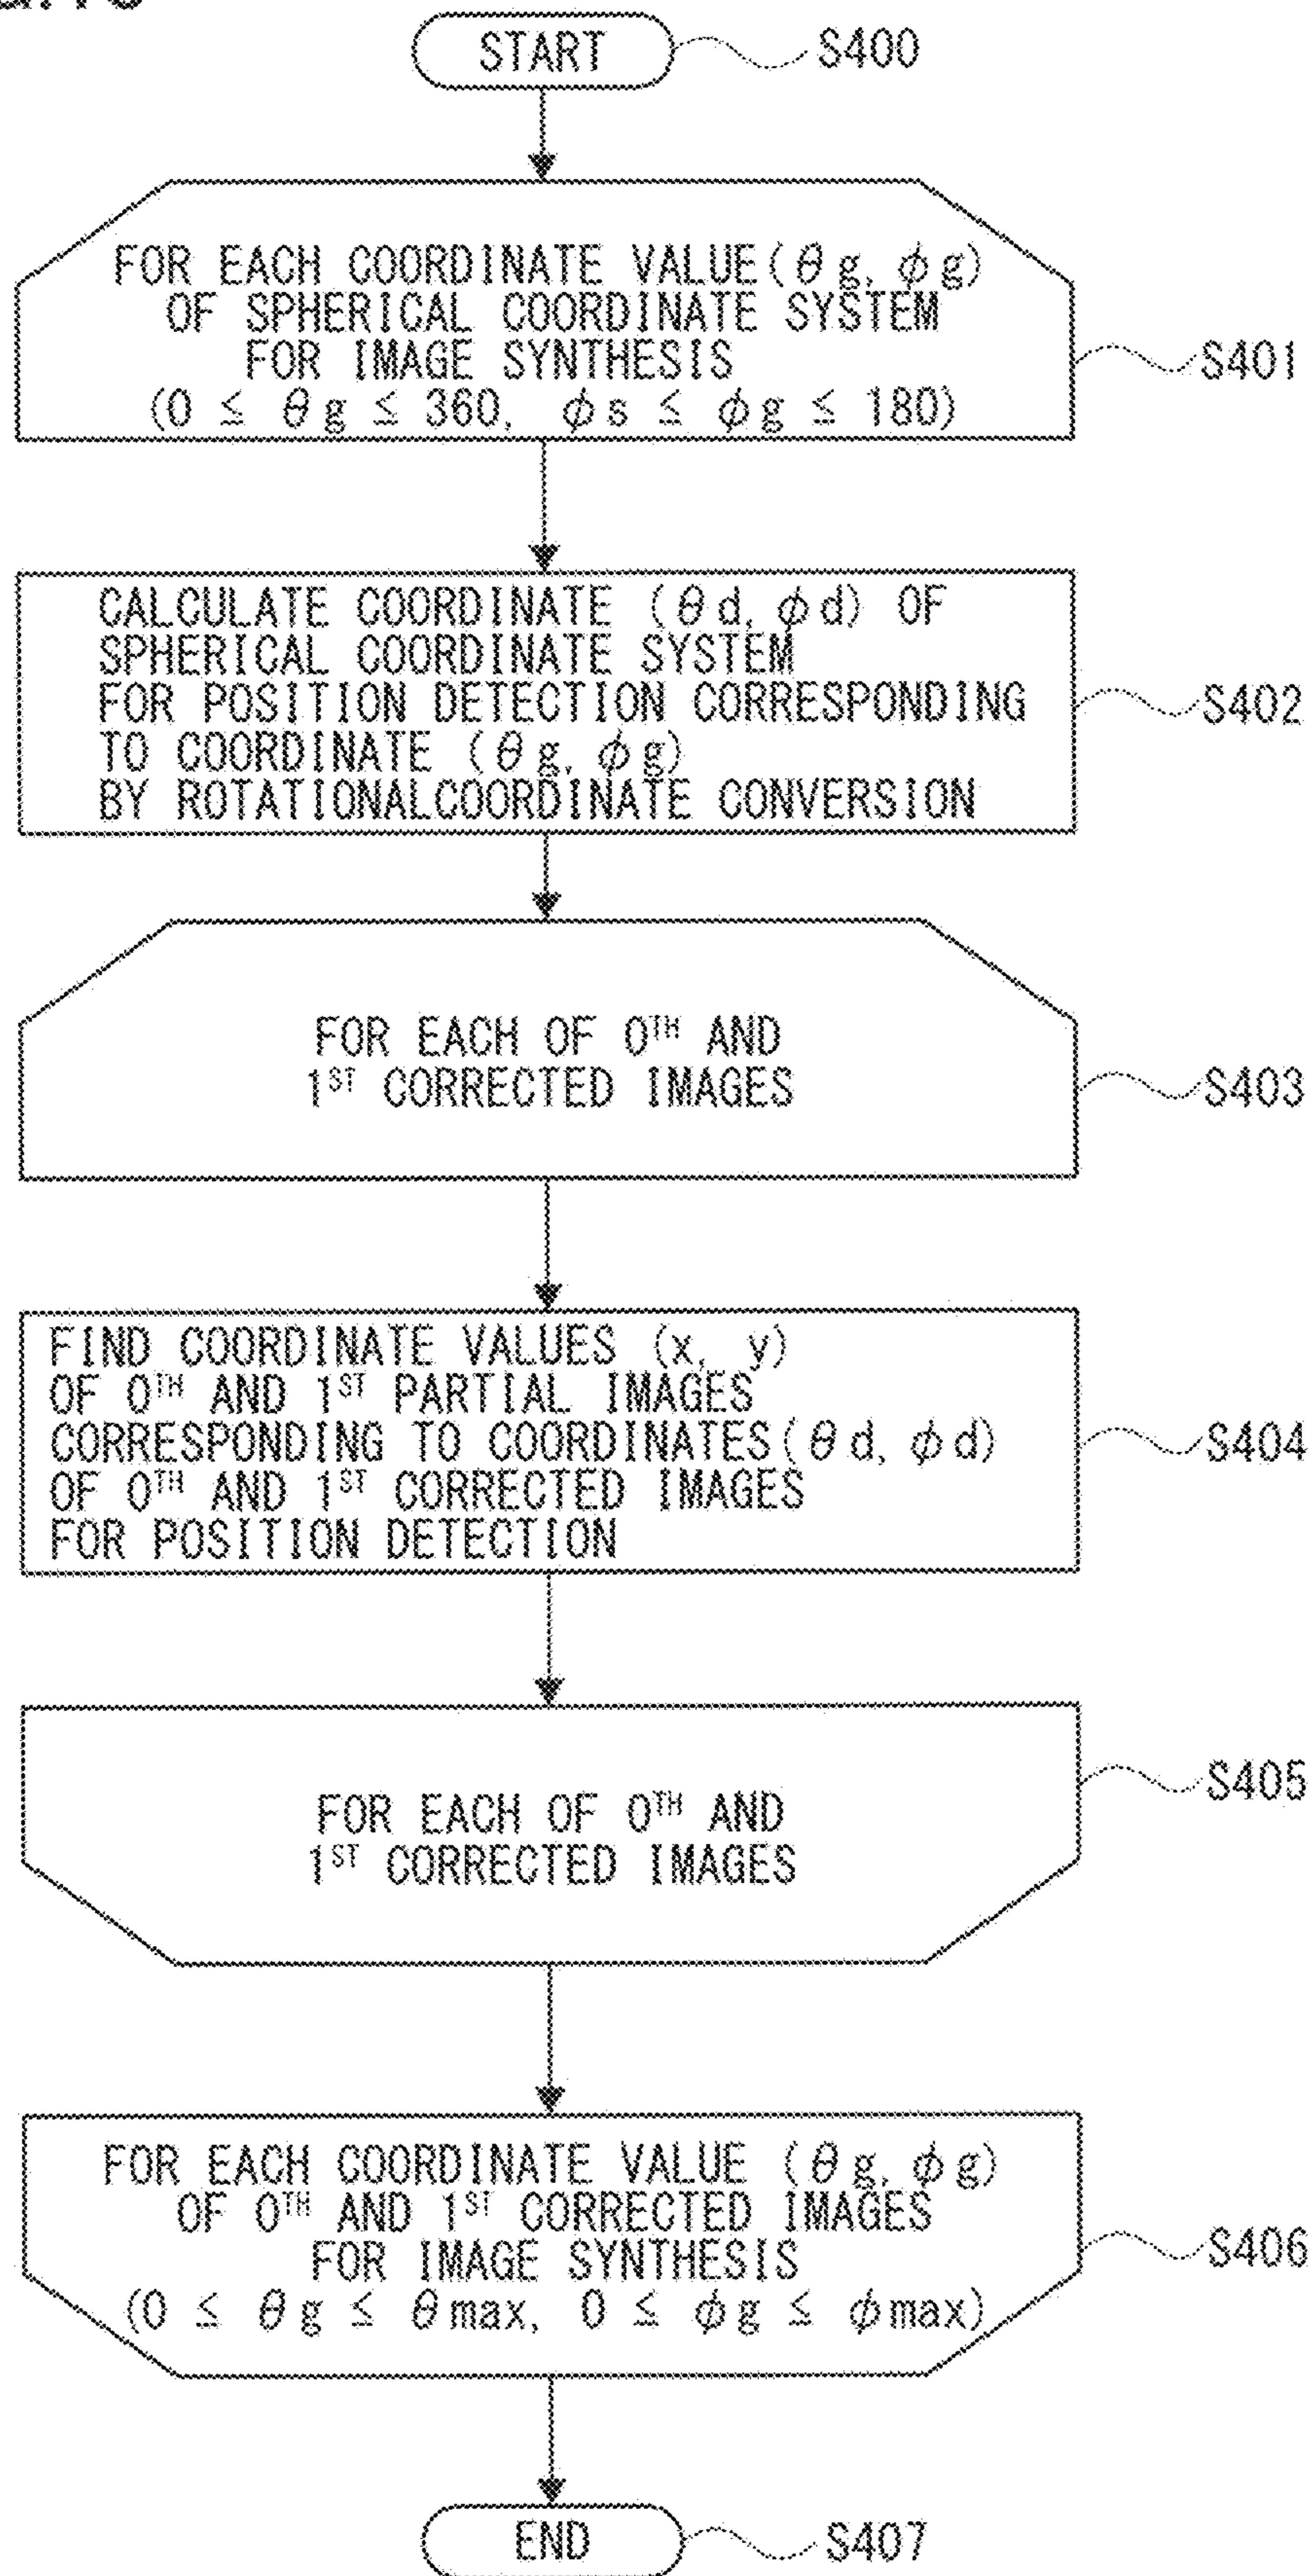 START
S400
FOR EACH COORDINATE VALUE(θg, φg)
OF SPHERICAL COORDINATE SYSTEM
FOR IMAGE SYNTHESIS
(0 ≦ θg ≦ 360, φs ≦ φg ≦ 180)
S401
CALCULATE COORDINATE (θd, φd) OF
SPHERICAL COORDINATE SYSTEM
FOR POSITION DETECTION CORRESPONDING
TO COORDINATE (θg, φg)
BY ROTATIONALCOORDINATE CONVERSION
S402
FOR EACH OF 0TH AND
1ST CORRECTED IMAGES
S403
FIND COORDINATE VALUES (x, y)
OF 0TH AND 1ST PARTIAL IMAGES
CORRESPONDING TO COORDINATES(θd, φd)
OF 0TH AND 1ST CORRECTED IMAGES
FOR POSITION DETECTION
S404
FOR EACH OF 0TH AND
1ST CORRECTED IMAGES
S405
FOR EACH COORDINATE VALUE (θg, φg)
OF 0TH AND 1ST CORRECTED IMAGES
FOR IMAGE SYNTHESIS
(0 ≦ θg ≦ θmax, 0 ≦ φg ≦ φmax)
S406
END
S407